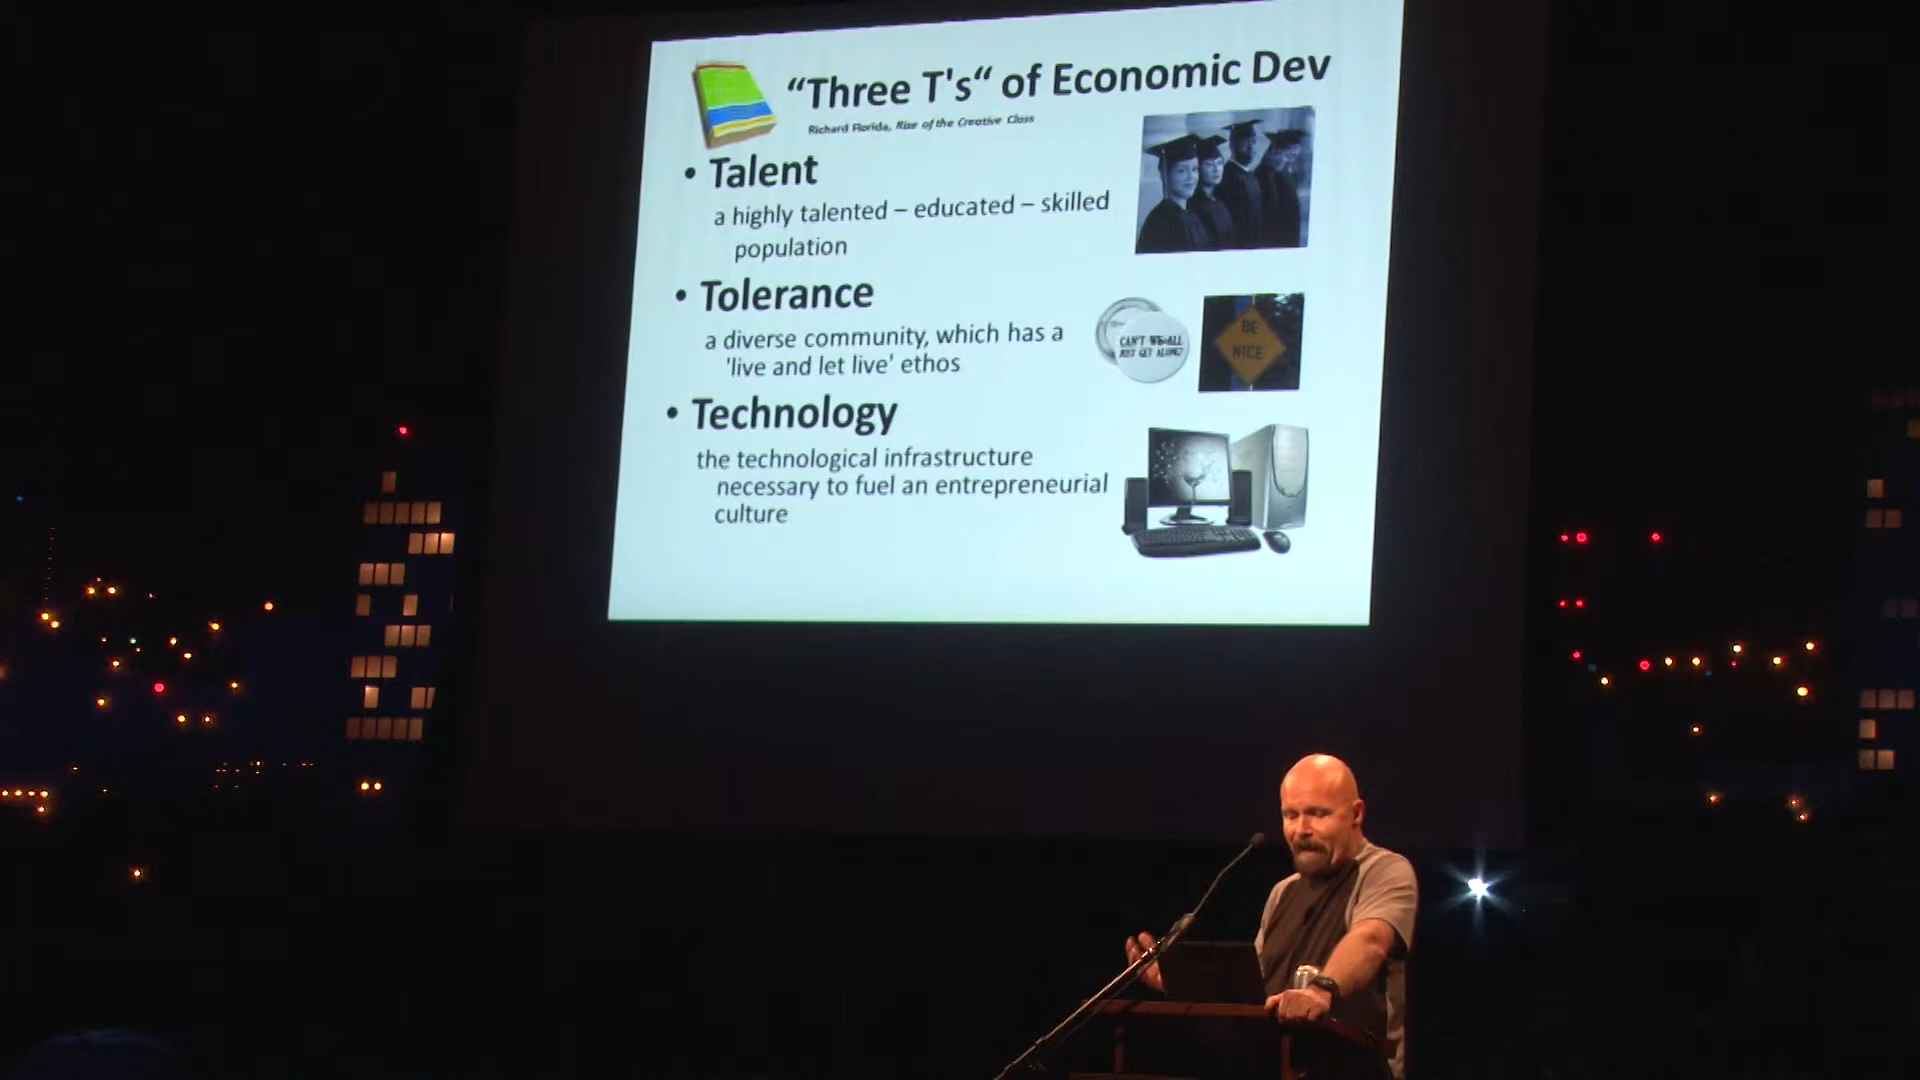 “Three T's“ of Economic Dev
Richard Florida, Rise of the Creative Class
• Talent
a highly talented – educated – skilled
population
• Tolerance
a diverse community, which has a
'live and let live' ethos
CAN'T WE ALL
JUST GET ALONG?
BE
NICE
• Technology
the technological infrastructure
necessary to fuel an entrepreneurial
culture